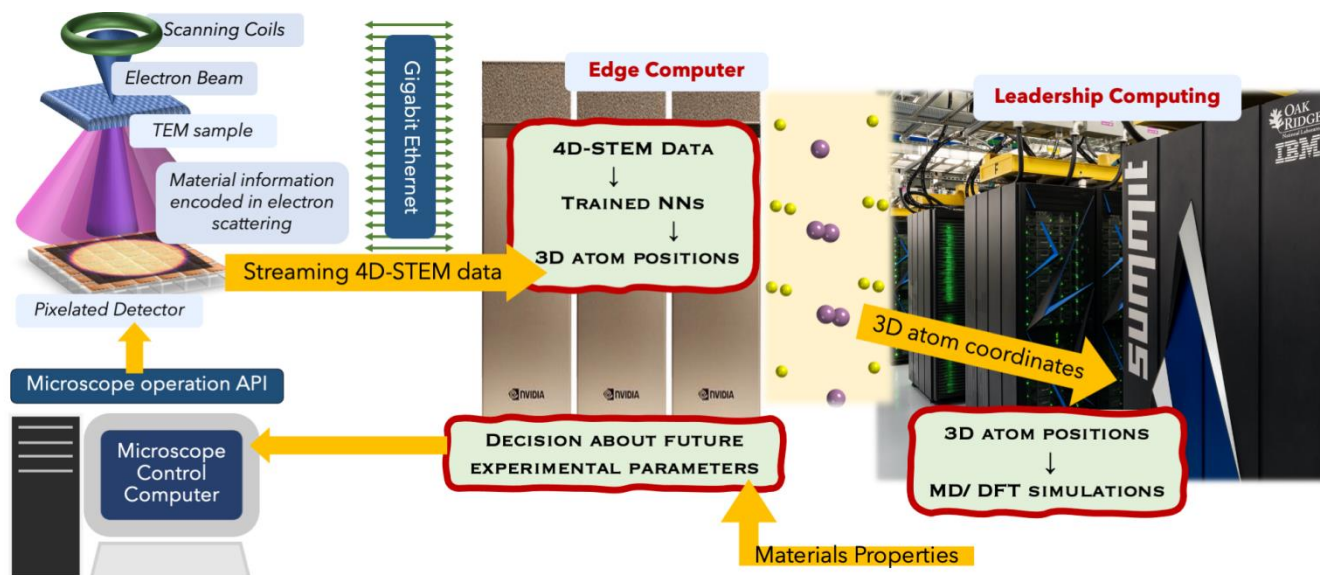 Scanning Coils
Electron Beam
TEM sample
Material information
encoded in electron
scattering
Pixelated Detector
Microscope operation API
Microscope
Control
Computer
Gigabit Ethernet
Streaming 4D-STEM data
Edge Computer
4D-STEM DATA
↓
TRAINED NNS
↓
3D ATOM POSITIONS
NVIDIA
NVIDIA
NVIDIA
DECISION ABOUT FUTURE
EXPERIMENTAL PARAMETERS
Materials Properties
3D atom coordinates
Leadership Computing
OAK
RIDGE
National Laboratory
IBM
SUMMIT
3D ATOM POSITIONS
↓
MD/ DFT SIMULATIONS